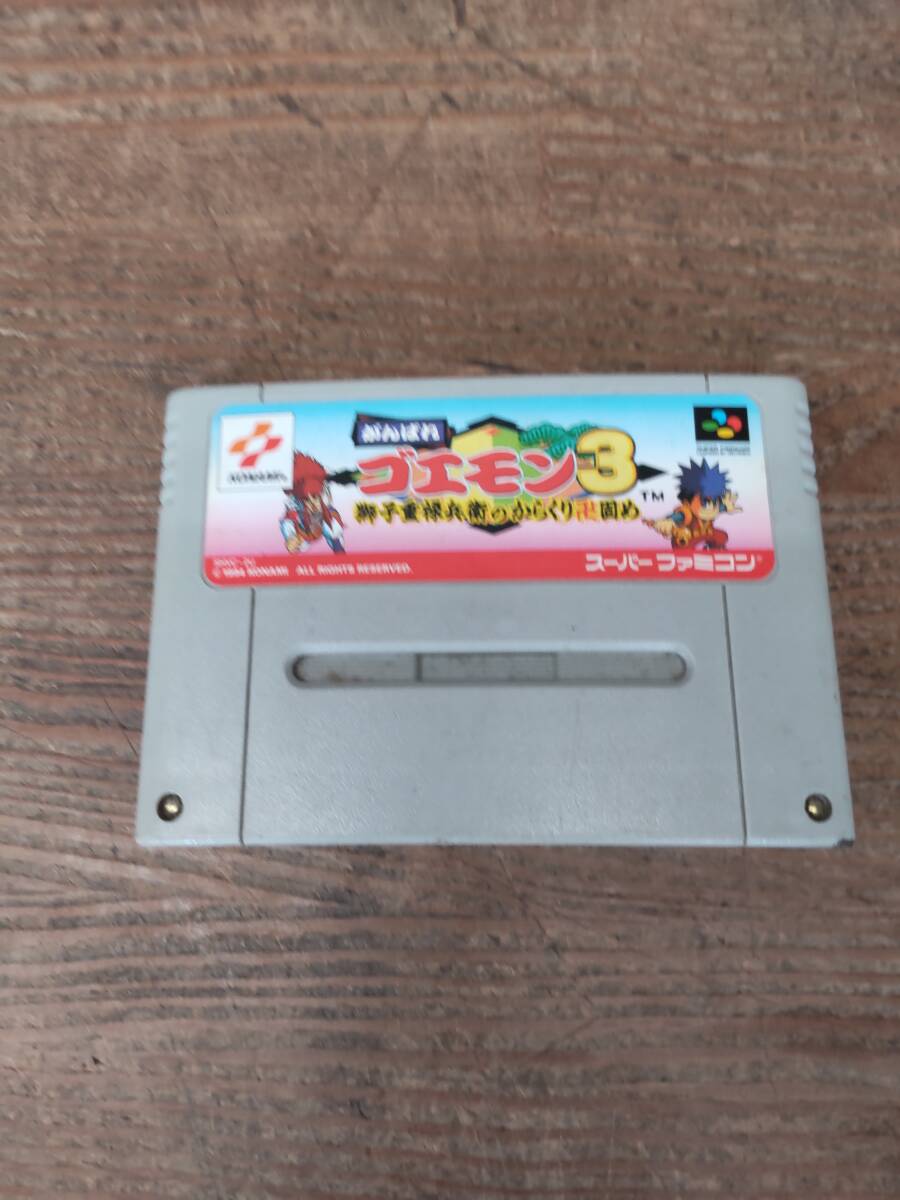 KONAMI
がんばれ
ゴエモン3
TM
獅子重禄兵衛のからくり卍固め
© 1994 KONAMI ALL RIGHTS RESERVED.
スーパーファミコン